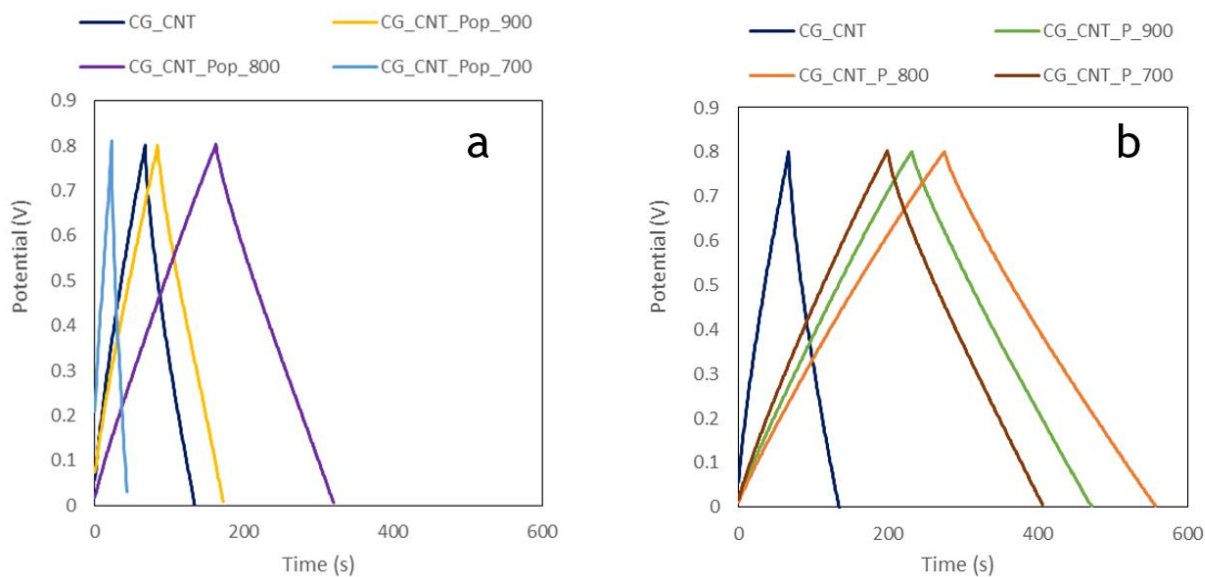 CG_CNT CG_CNT_Pop_900
CG_CNT_Pop_800 CG_CNT_Pop_700
a
0.9
0.8
0.7
0.6
0.5
0.4
0.3
0.2
0.1
0
Potential (V)
0 200 400 600
Time (s)
CG_CNT CG_CNT_P_900
CG_CNT_P_800 CG_CNT_P_700
b
0.9
0.8
0.7
0.6
0.5
0.4
0.3
0.2
0.1
0
Potential (V)
0 200 400 600
Time (s)